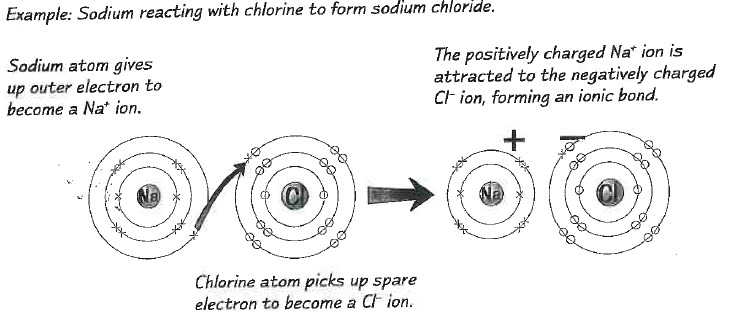 Example: Sodium reacting with chlorine to form sodium chloride.
Sodium atom gives
up outer electron to
become a Na⁺ ion.
The positively charged Na⁺ ion is
attracted to the negatively charged
Cl⁻ ion, forming an ionic bond.
Na
Cl
Na
+
Cl
−
Chlorine atom picks up spare
electron to become a Cl⁻ ion.